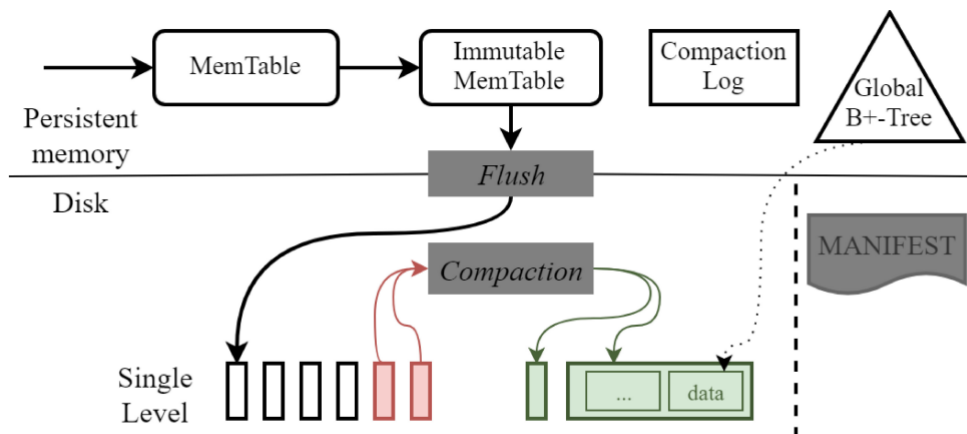 MemTable
Immutable
MemTable
Compaction
Log
Global
B+-Tree
Persistent
memory
Flush
Disk
MANIFEST
Compaction
Single
Level
...
data